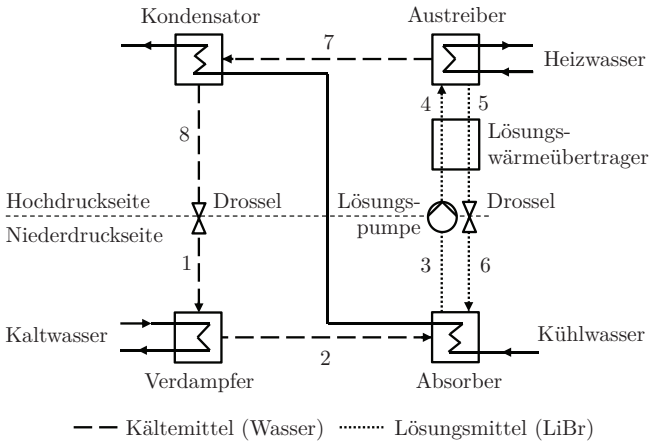 Kondensator
Austreiber
7
Heizwasser
4
5
8
Lösungs-
wärmeübertrager
Hochdruckseite
Drossel
Lösungs-
pumpe
Drossel
Niederdruckseite
1
3
6
Kaltwasser
2
Kühlwasser
Verdampfer
Absorber
Kältemittel (Wasser)
Lösungsmittel (LiBr)